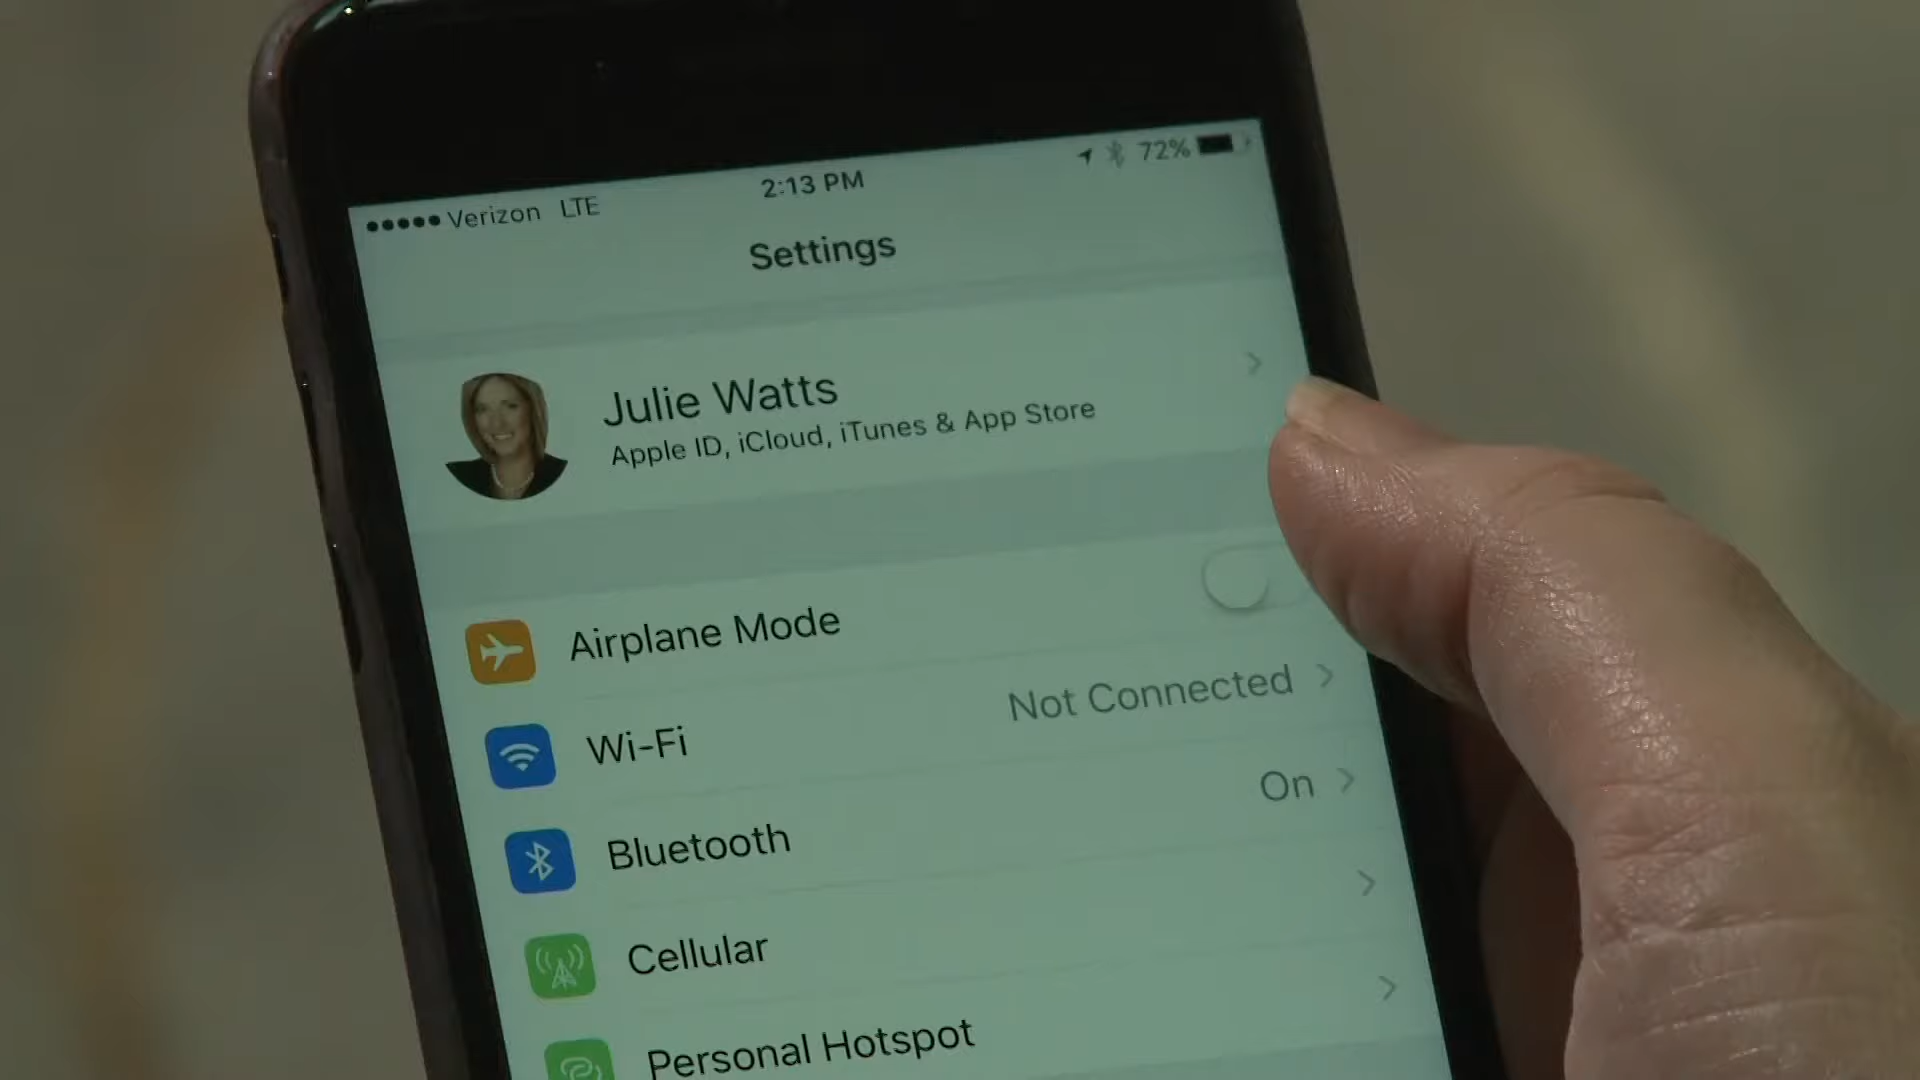 Verizon LTE 2:13 PM 72%
Settings
Julie Watts
Apple ID, iCloud, iTunes & App Store
Airplane Mode
Wi-Fi Not Connected
Bluetooth On
Cellular
Personal Hotspot